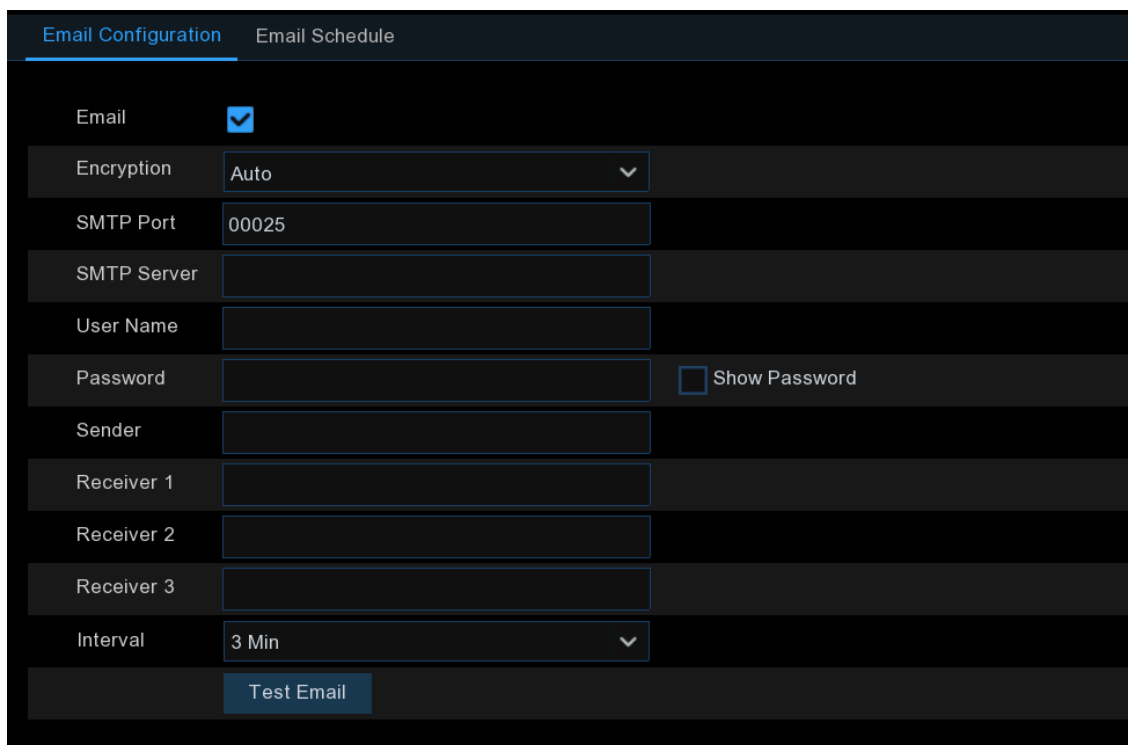 Email Configuration Email Schedule
Email
Encryption Auto
SMTP Port 00025
SMTP Server
User Name
Password Show Password
Sender
Receiver 1
Receiver 2
Receiver 3
Interval 3 Min
Test Email